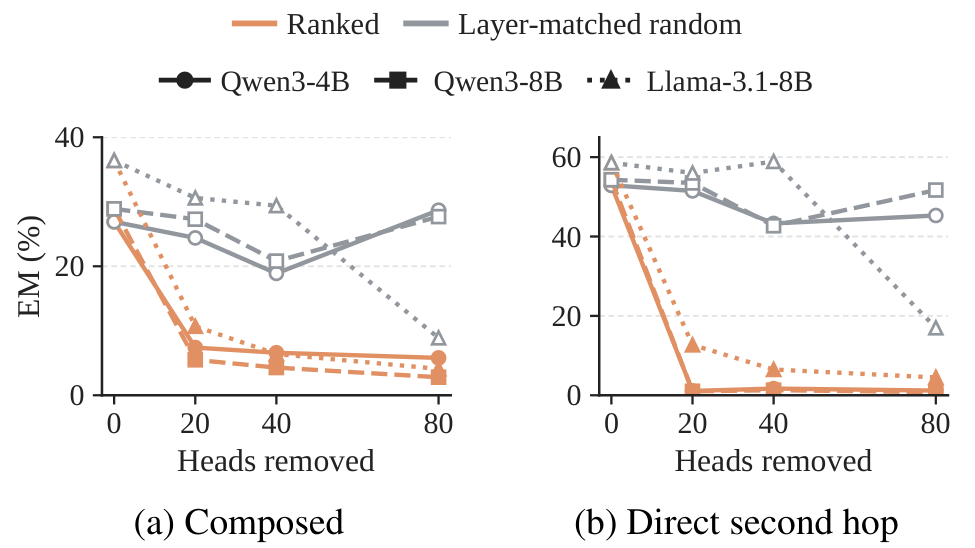 Ranked Layer-matched random
Qwen3-4B Qwen3-8B Llama-3.1-8B
EM (%)
40
20
0
0 20 40 80
Heads removed
(a) Composed
60
40
20
0
0 20 40 80
Heads removed
(b) Direct second hop